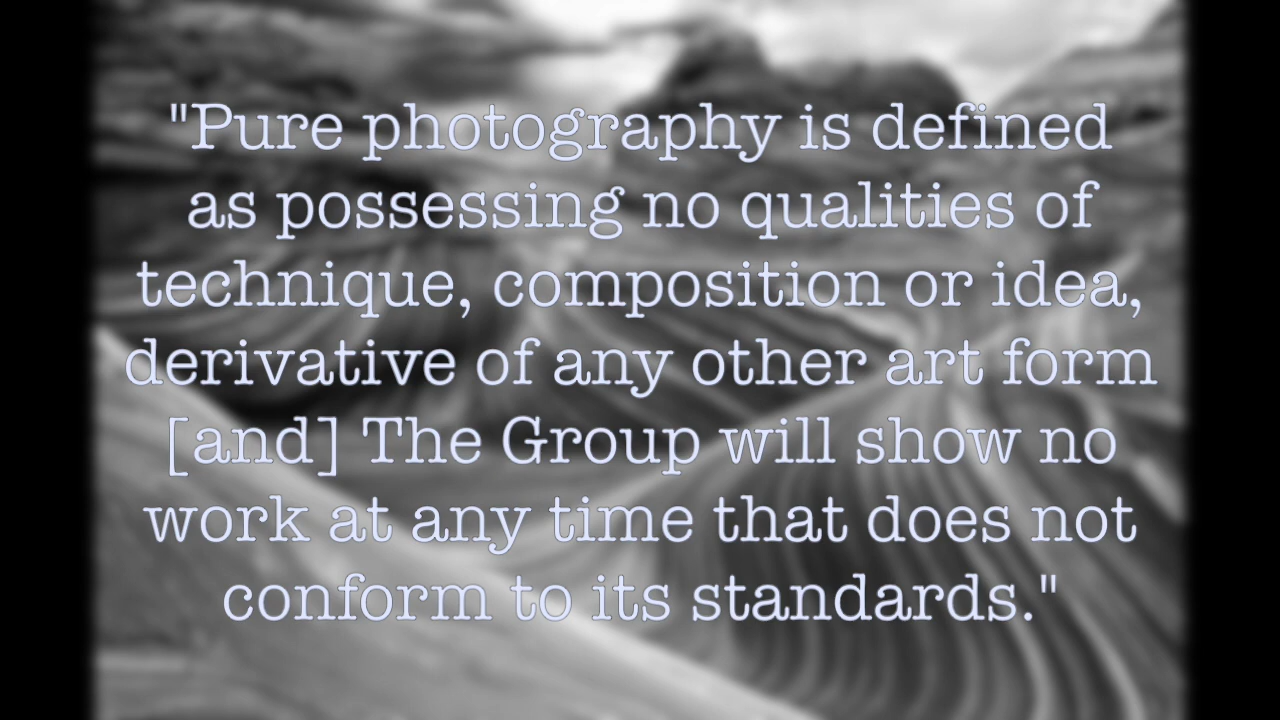 "Pure photography is defined
as possessing no qualities of
technique, composition or idea,
derivative of any other art form
[and] The Group will show no
work at any time that does not
conform to its standards."